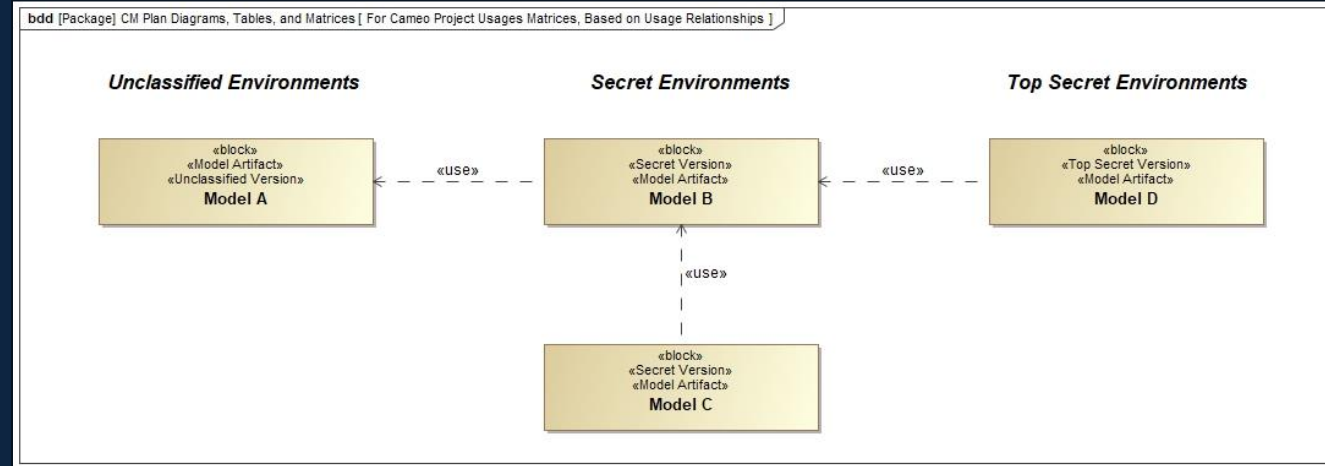 bdd [Package] CM Plan Diagrams, Tables, and Matrices [ For Cameo Project Usages Matrices, Based on Usage Relationships ]
Unclassified Environments
Secret Environments
Top Secret Environments
«block»
«Model Artifact»
«Unclassified Version»
Model A
«use»
«block»
«Secret Version»
«Model Artifact»
Model B
«use»
«block»
«Top Secret Version»
«Model Artifact»
Model D
«use»
«block»
«Secret Version»
«Model Artifact»
Model C